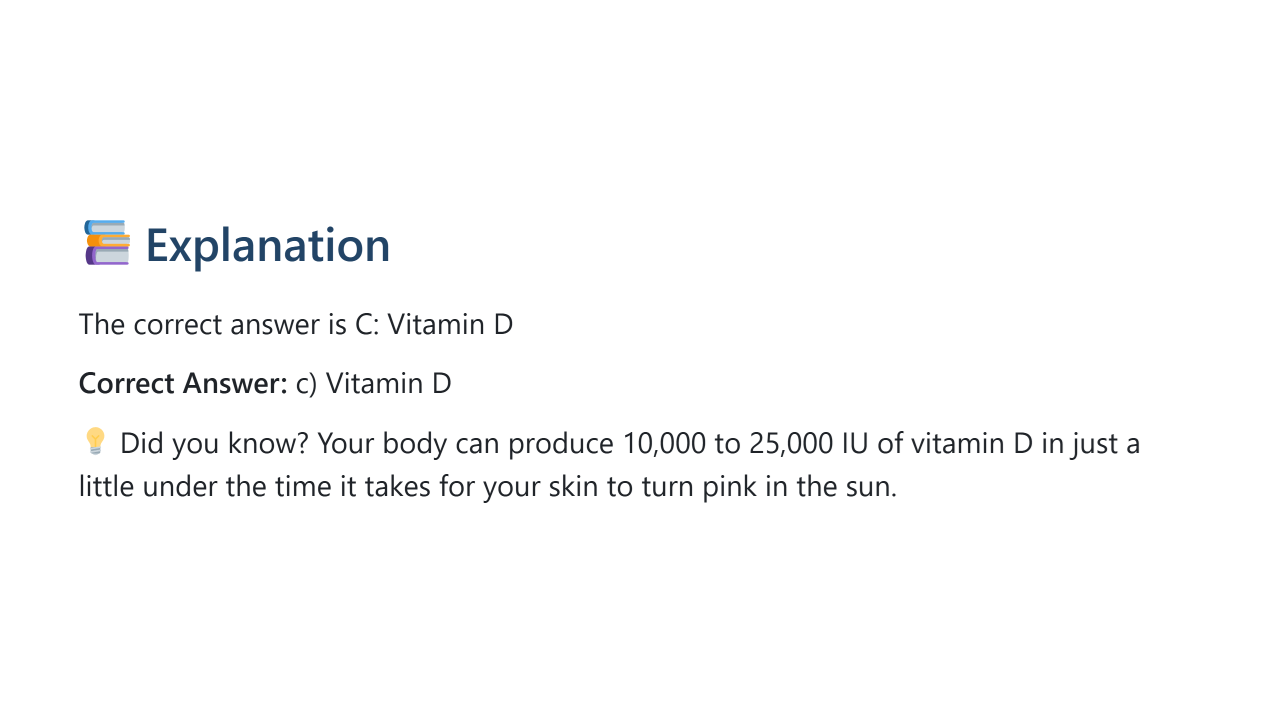 Explanation
The correct answer is C: Vitamin D
Correct Answer: c) Vitamin D
Did you know? Your body can produce 10,000 to 25,000 IU of vitamin D in just a
little under the time it takes for your skin to turn pink in the sun.